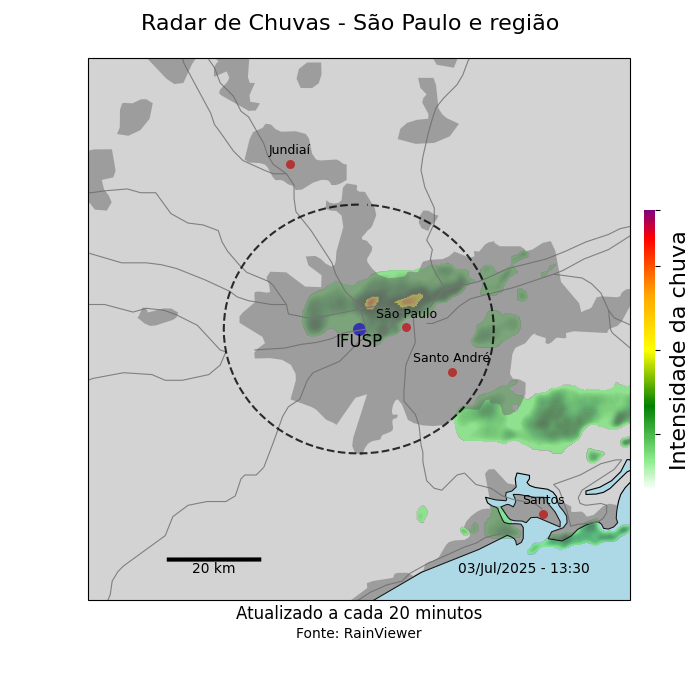 Radar de Chuvas - São Paulo e região
Jundiaí
São Paulo
IFUSP
Santo André
Santos
20 km
03/Jul/2025 - 13:30
Intensidade da chuva
Atualizado a cada 20 minutos
Fonte: RainViewer